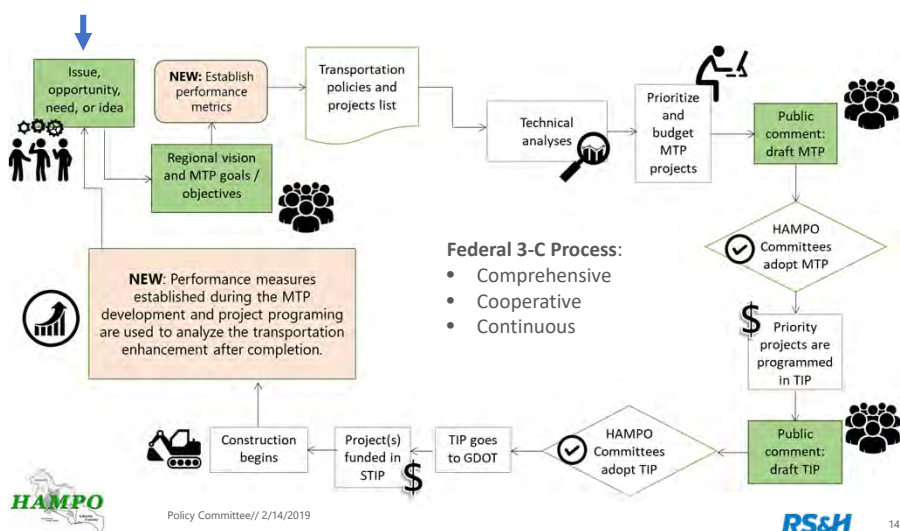 Issue,
opportunity,
need, or idea
NEW: Establish
performance
metrics
Transportation
policies and
projects list
Technical
analyses
Prioritize
and
budget
MTP
projects
Public
comment:
draft MTP
Regional vision
and MTP goals /
objectives
HAMPO
Committees
adopt MTP
Federal 3-C Process:
• Comprehensive
• Cooperative
• Continuous
NEW: Performance measures
established during the MTP
development and project programing
are used to analyze the transportation
enhancement after completion.
$
Priority
projects are
programmed
in TIP
Public
comment:
draft TIP
HAMPO
Committees
adopt TIP
TIP goes
to GDOT
Project(s)
funded in
STIP
$
Construction
begins
HAMPO
Policy Committee// 2/14/2019
RS&H
14